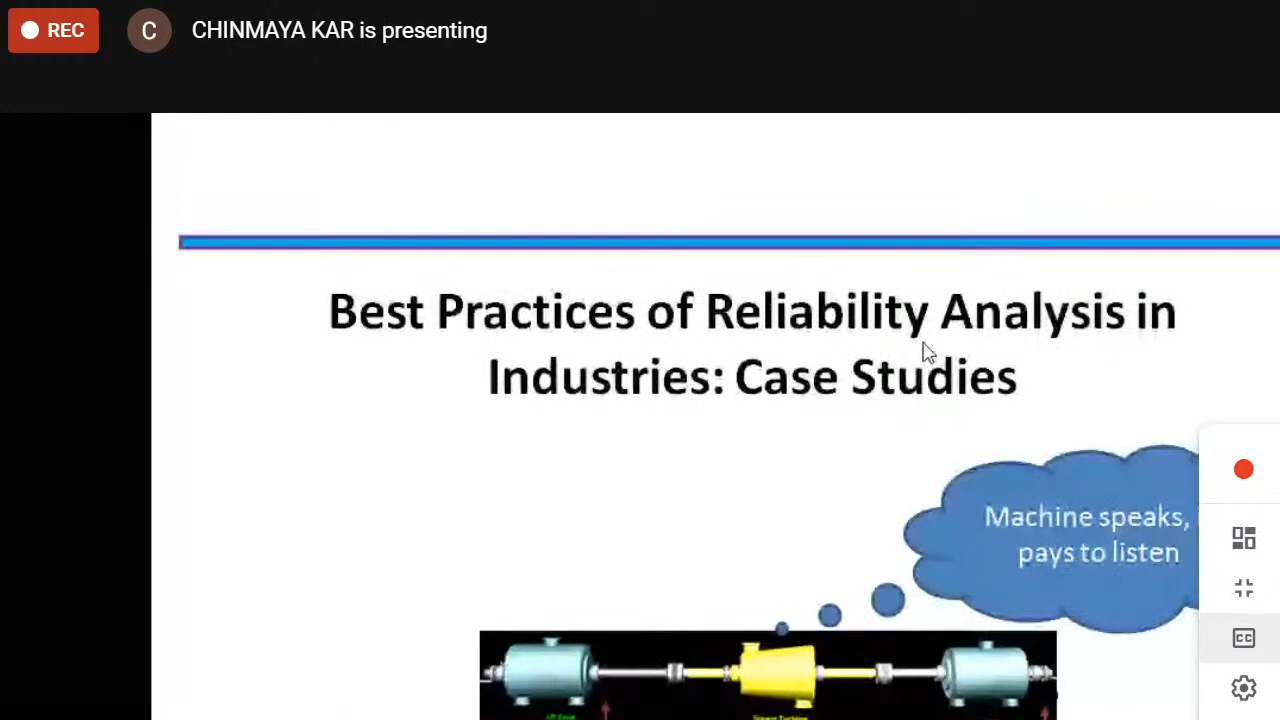 REC
C
CHINMAYA KAR is presenting
Best Practices of Reliability Analysis in
Industries: Case Studies
Machine speaks,
pays to listen
CC